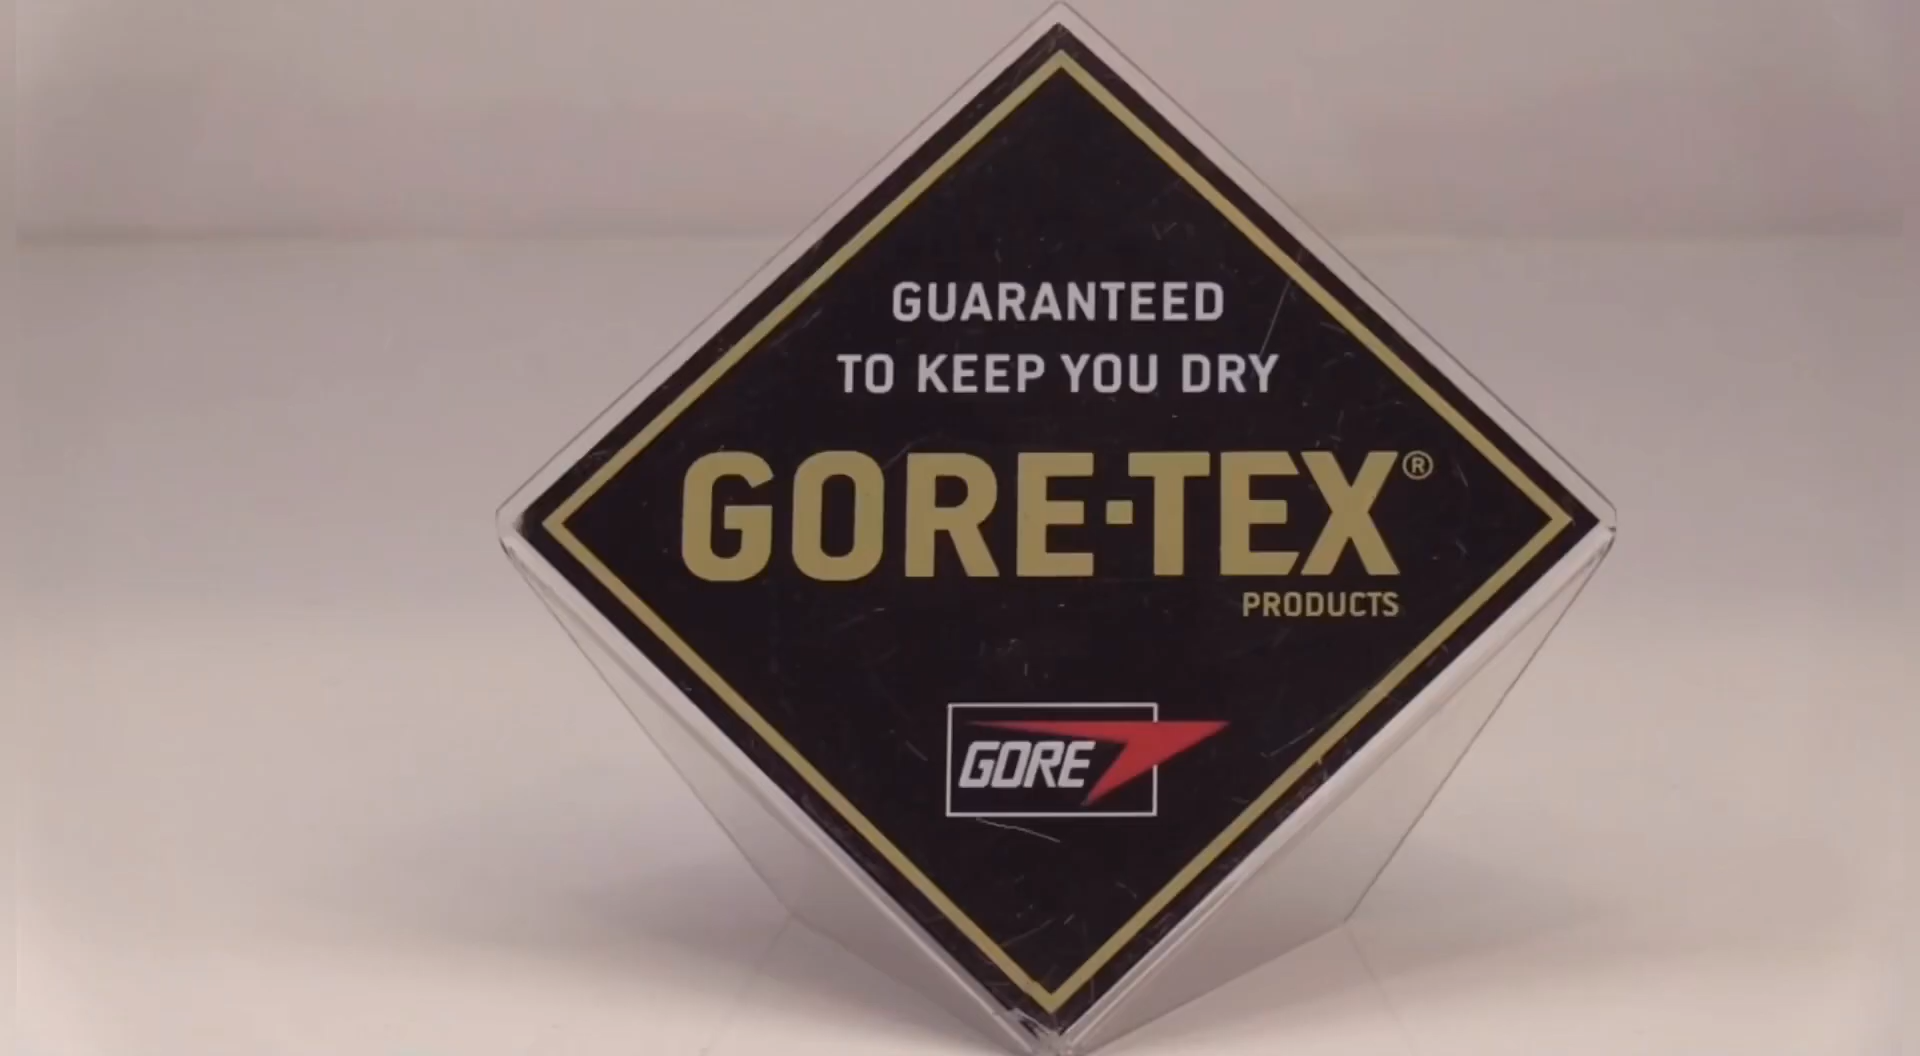 GUARANTEED
TO KEEP YOU DRY
GORE·TEX®
PRODUCTS
GORE